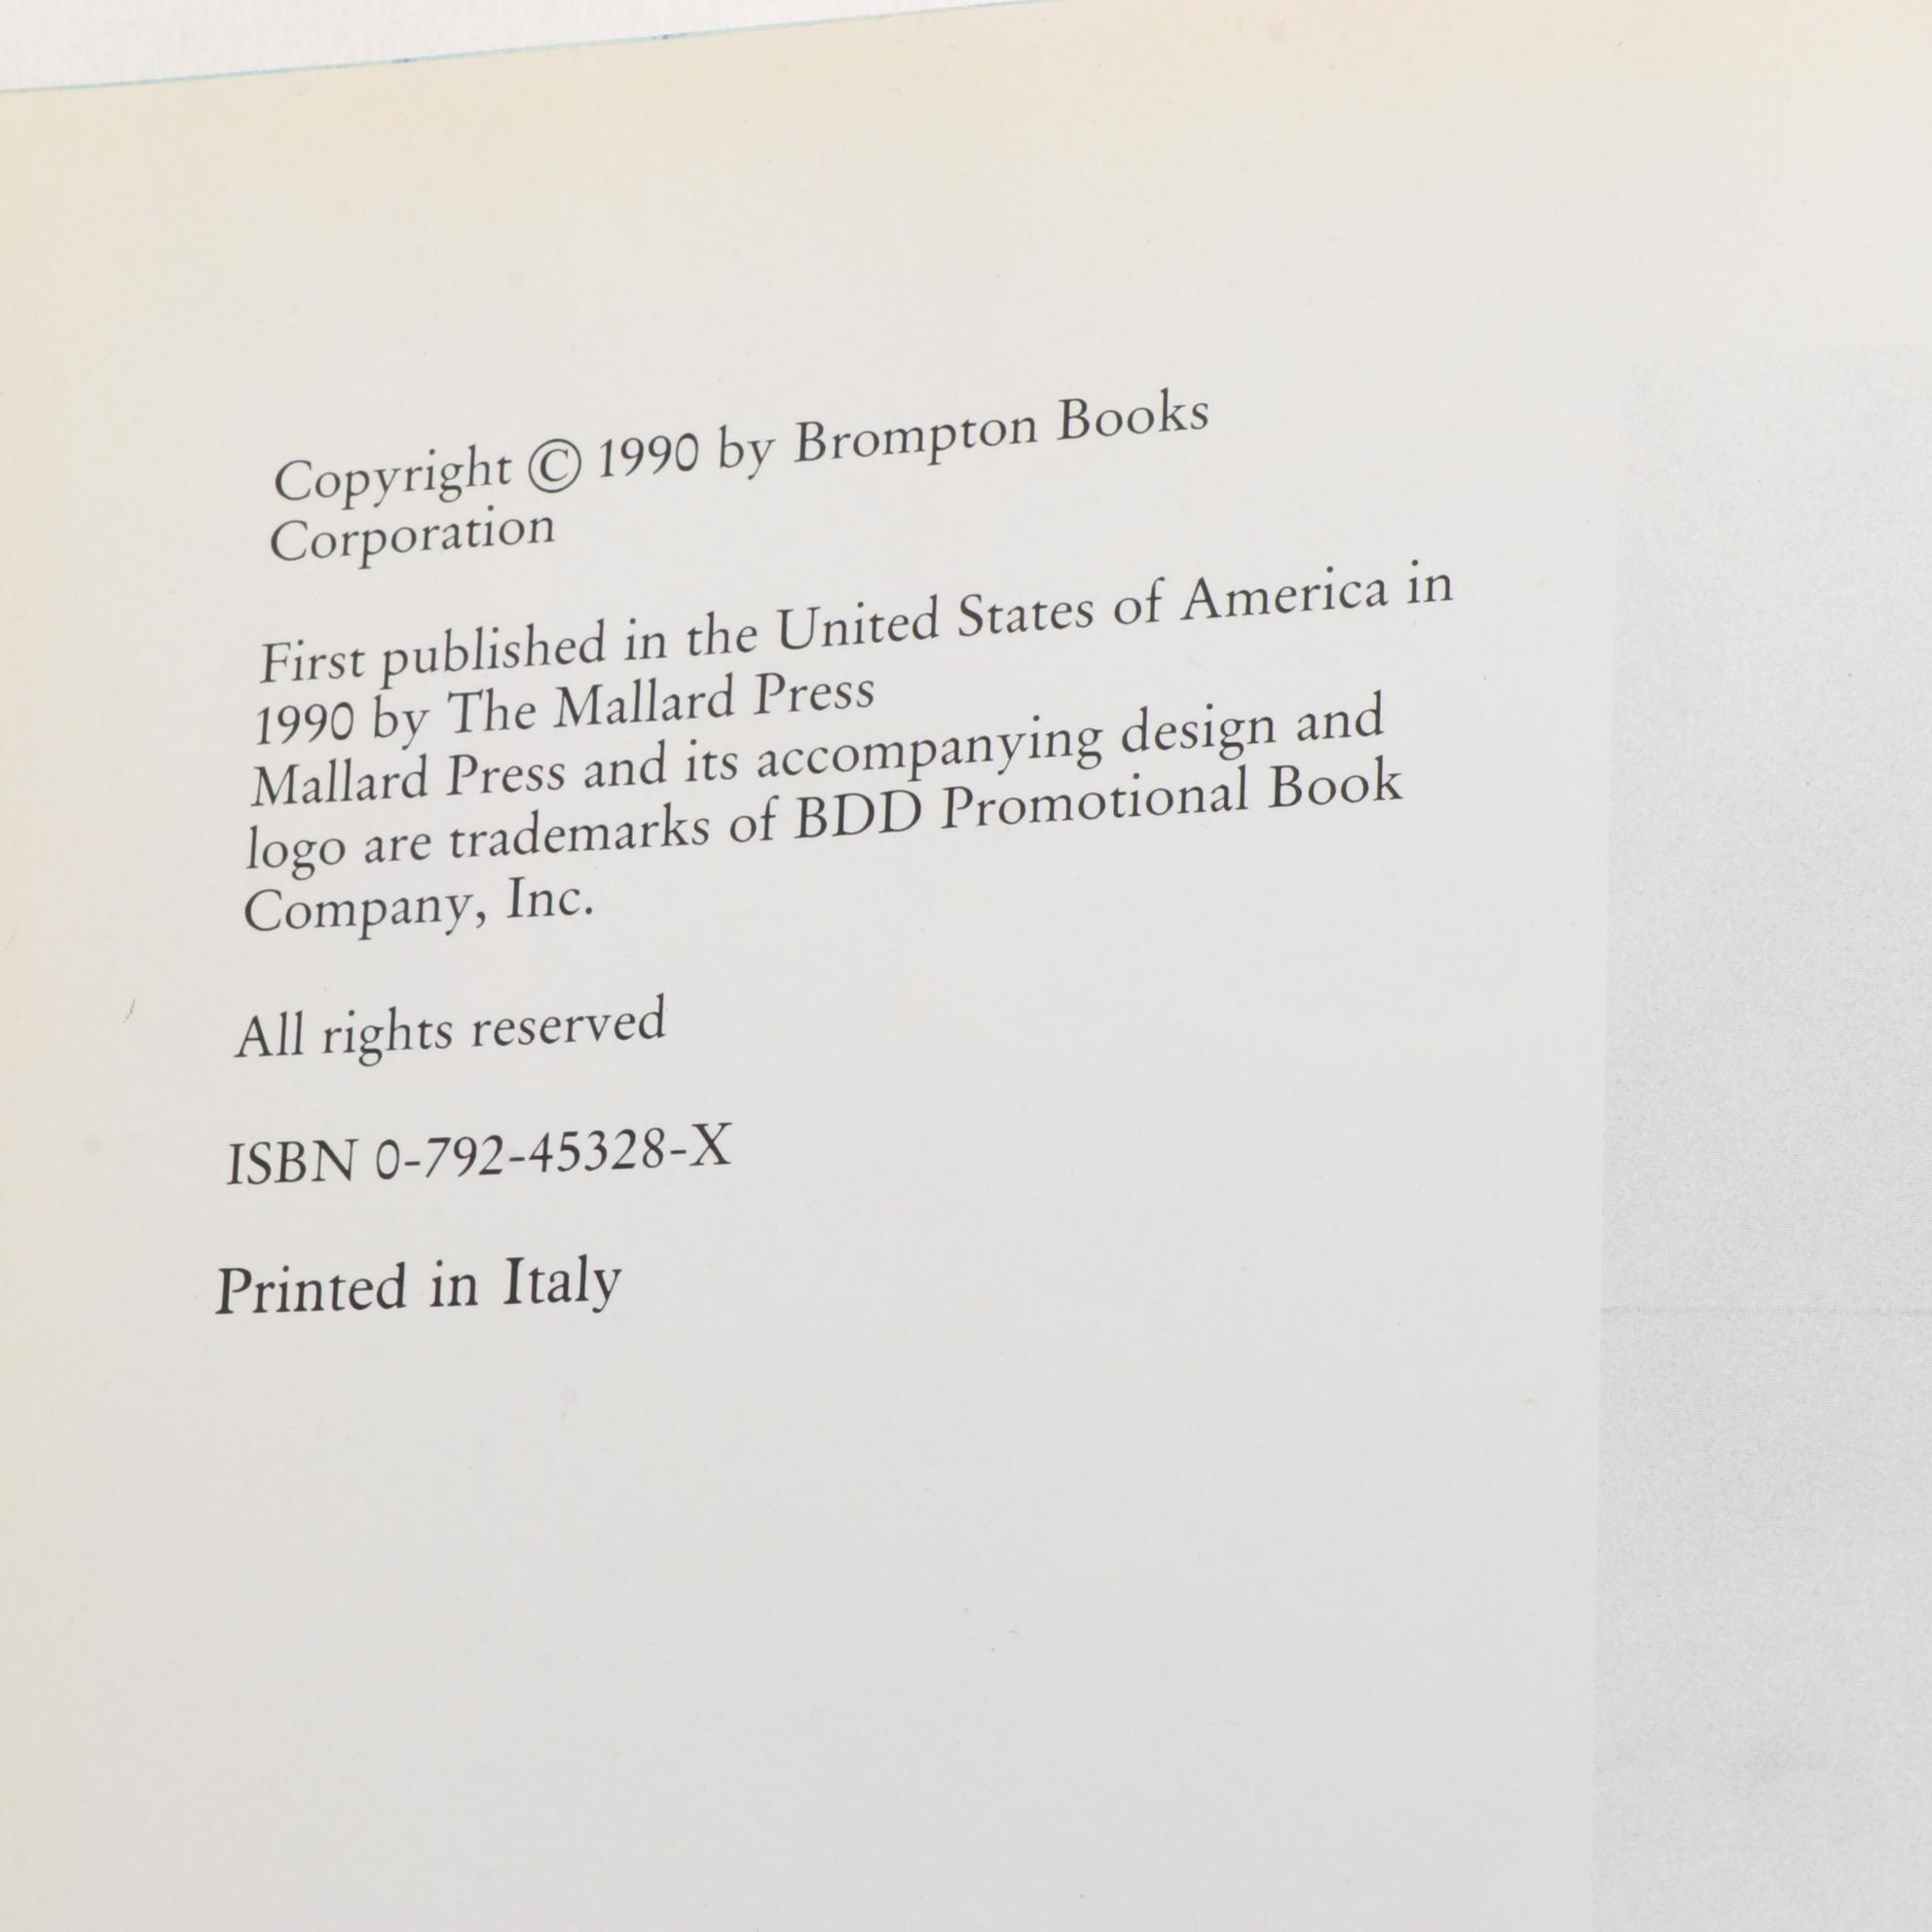 Copyright © 1990 by Brompton Books
Corporation
First published in the United States of America in
1990 by The Mallard Press
Mallard Press and its accompanying design and
logo are trademarks of BDD Promotional Book
Company, Inc.
All rights reserved
ISBN 0-792-45328-X
Printed in Italy